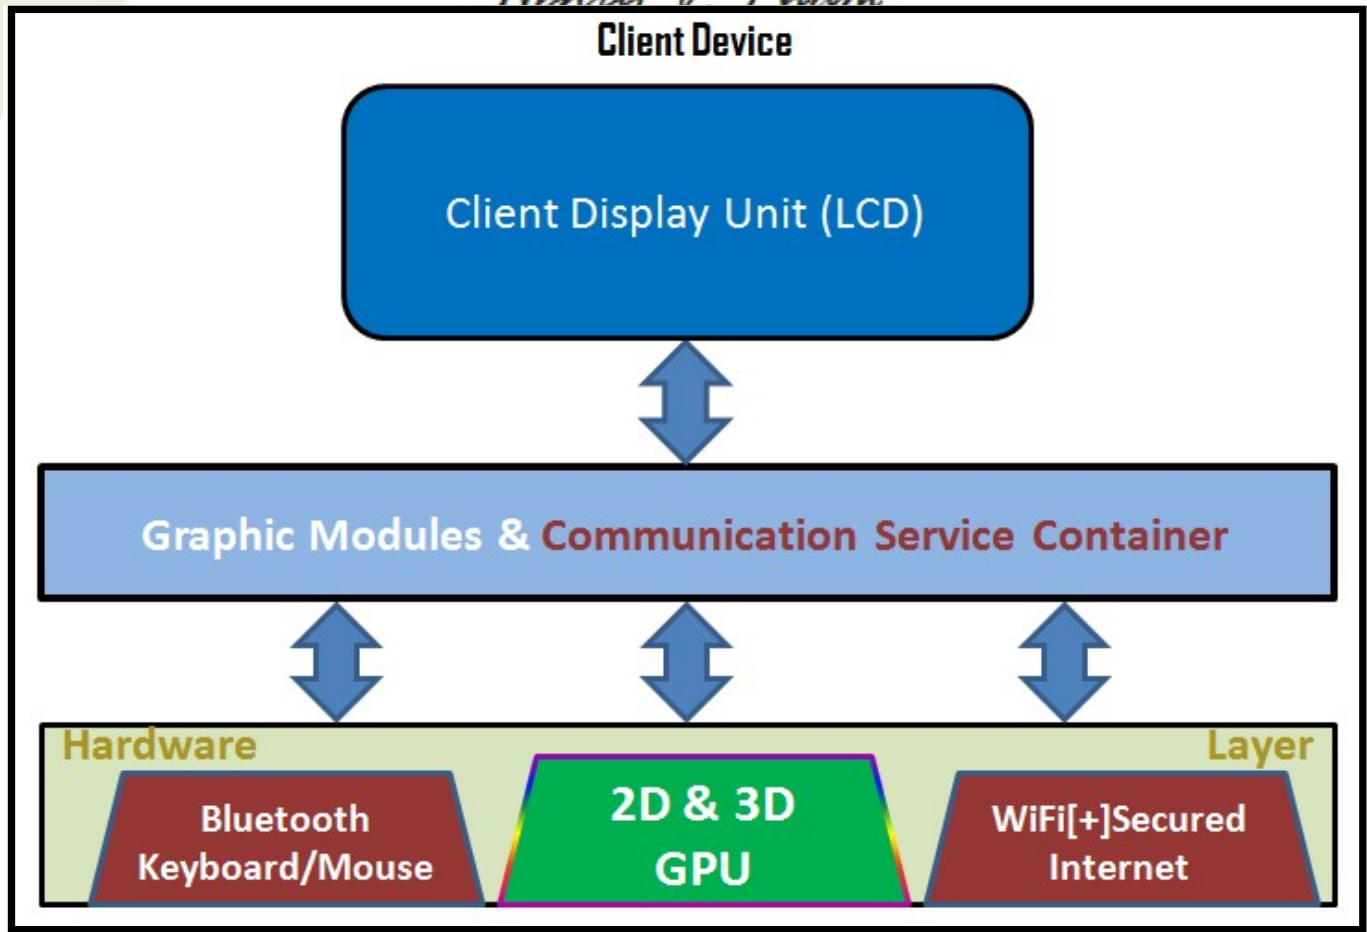 Client Device
Client Display Unit (LCD)
Graphic Modules & Communication Service Container
Hardware Layer
Bluetooth
Keyboard/Mouse
2D & 3D
GPU
WiFi[+]Secured
Internet